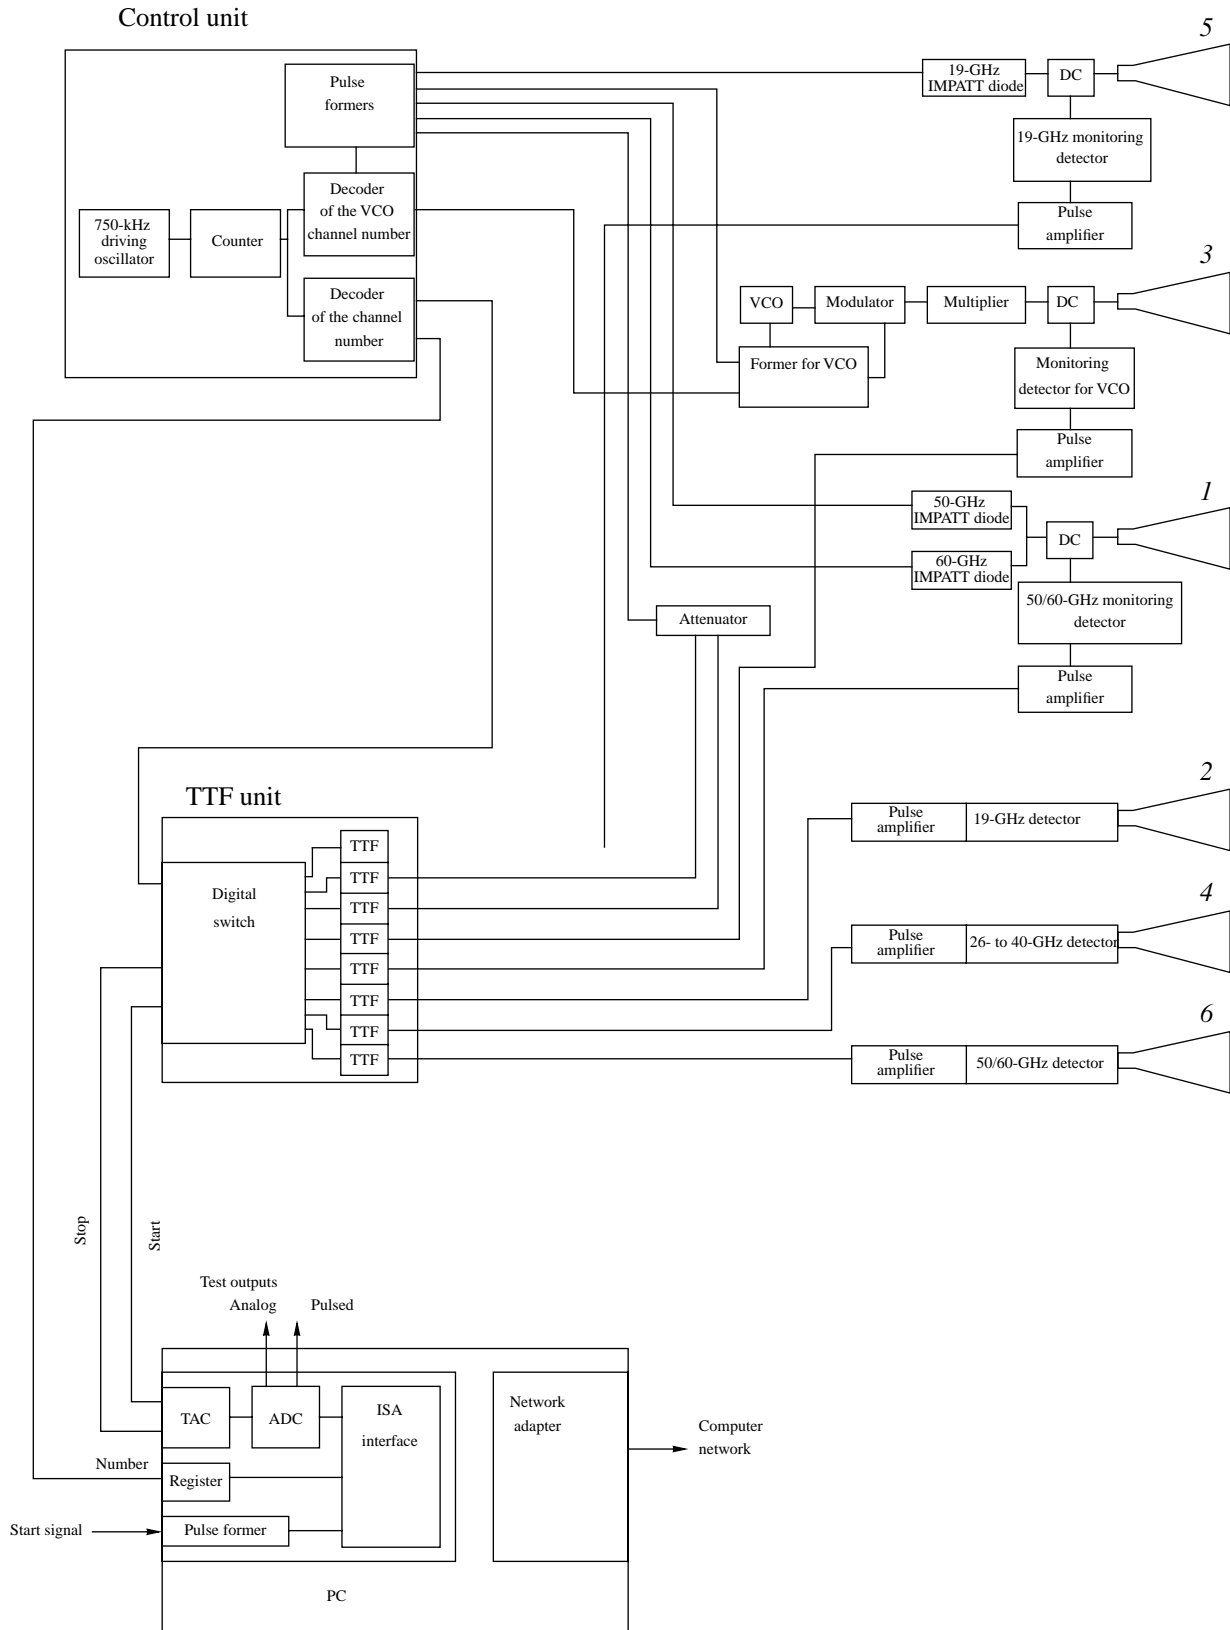 Control unit
5
Pulse
formers
19-GHz
IMPATT diode
DC
19-GHz monitoring
detector
Pulse
amplifier
Decoder
of the VCO
channel number
750-kHz
driving
oscillator
Counter
Decoder
of the channel
number
3
VCO
Modulator
Multiplier
DC
Former for VCO
Monitoring
detector for VCO
Pulse
amplifier
1
50-GHz
IMPATT diode
DC
60-GHz
IMPATT diode
50/60-GHz monitoring
detector
Attenuator
Pulse
amplifier
TTF unit
2
Pulse
amplifier
19-GHz detector
TTF
TTF
TTF
TTF
TTF
TTF
TTF
TTF
Digital
switch
4
Pulse
amplifier
26- to 40-GHz detector
6
Pulse
amplifier
50/60-GHz detector
Stop
Start
Test outputs
Analog
Pulsed
TAC
ADC
ISA
interface
Network
adapter
Computer
network
Number
Register
Start signal
Pulse former
PC